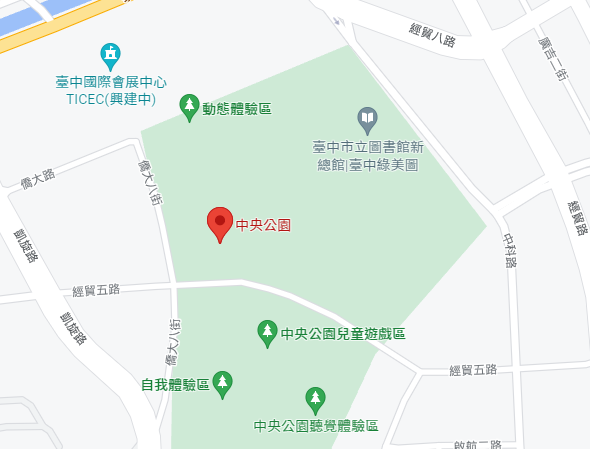 經貿八路
廣吉二街
臺中國際會展中心
TICEC(興建中)
動態體驗區
臺中市立圖書館新
總館|臺中綠美圖
僑大路
僑大八街
中央公園
經貿路
中科路
凱旋路
經貿五路
凱旋路
僑大八街
中央公園兒童遊戲區
經貿五路
自我體驗區
中央公園聽覺體驗區
啟航二路